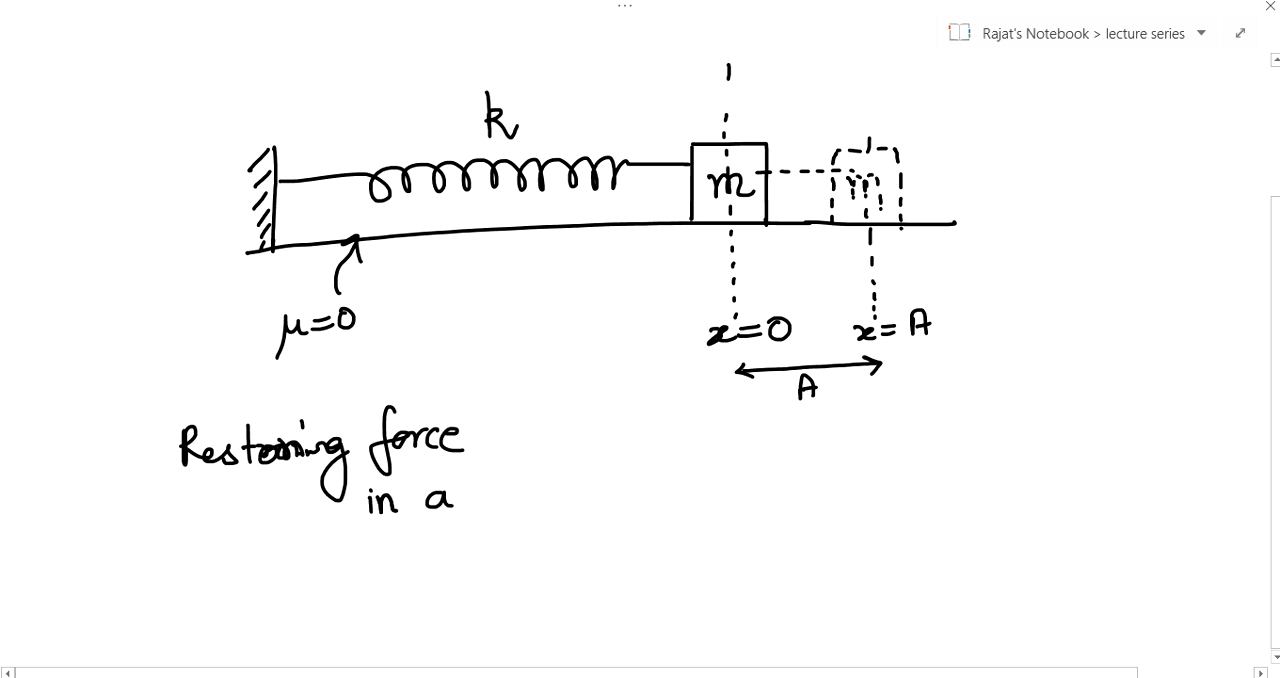 Rajat's Notebook > lecture series
k
m
m
μ=0
x=0
x=A
A
Restoring force
in a